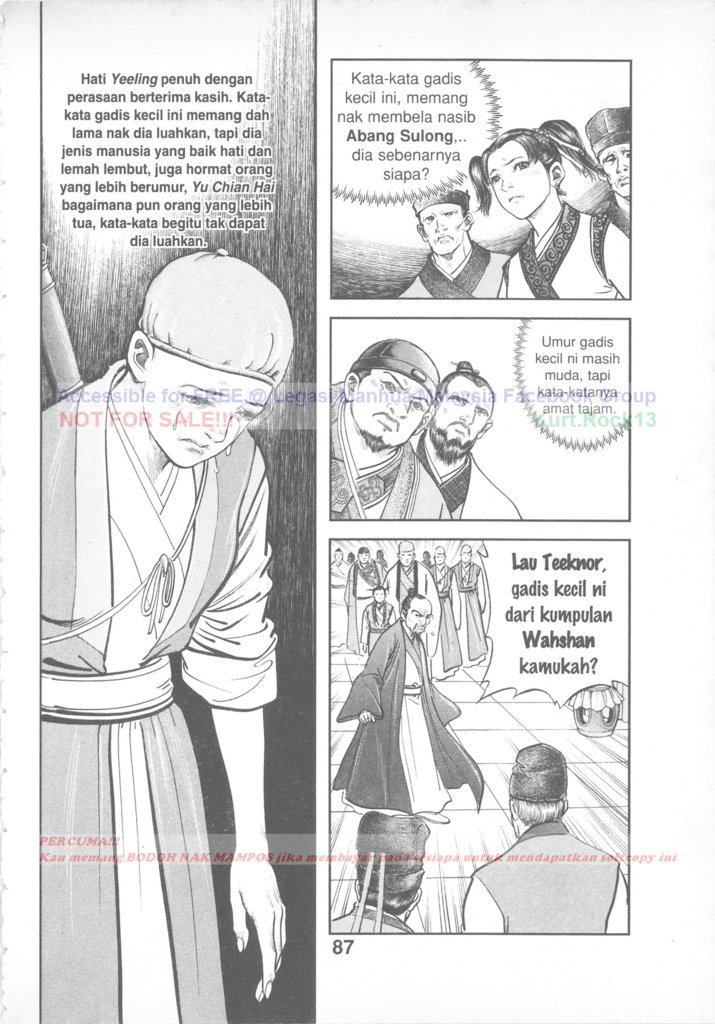 Hati Yeeling penuh dengan
perasaan berterima kasih. Kata-
kata gadis kecil ini memang dah
lama nak dia luahkan, tapi dia
jenis manusia yang baik hati dan
lemah lembut, juga hormat orang
yang lebih berumur, Yu Chian Hai
bagaimana pun orang yang lebih
tua, kata-kata begitu tak dapat
dia luahkan.
Kata-kata gadis
kecil ini, memang
nak membela nasib
Abang Sulong,..
dia sebenarnya
siapa?
Umur gadis
kecil ni masih
muda, tapi
kata-katanya
amat tajam.
Accessible for FREE @ Legasi Manhua Malaysia Facebook Group
NOT FOR SALE!!!
Kurt.Rock13
Lau Teeknor,
gadis kecil ni
dari kumpulan
Wahshan
kamukah?
PERCUMA!!!
Kau memang BODOH NAK MAMPOS jika membayar pada sesiapa untuk mendapatkan softcopy ini
87